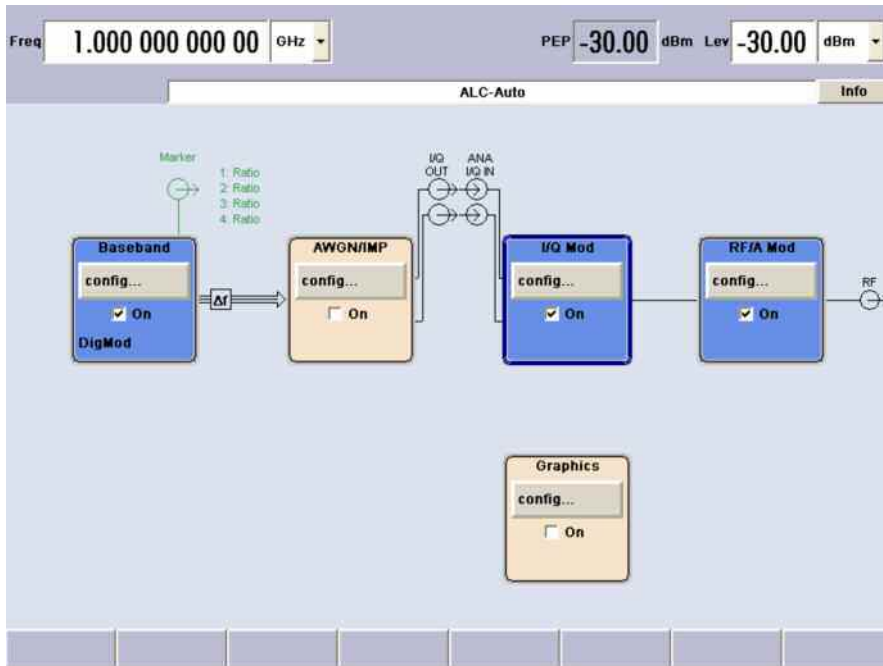 Freq 1.000 000 000 00 GHz PEP -30.00 dBm Lev -30.00 dBm
ALC-Auto Info
Marker
1: Ratio
2: Ratio
3: Ratio
4: Ratio
I/Q OUT
ANA I/Q IN
Baseband
config...
On
DigMod
Δf
AWGN/IMP
config...
On
I/Q Mod
config...
On
RF/A Mod
config...
On
RF
Graphics
config...
On